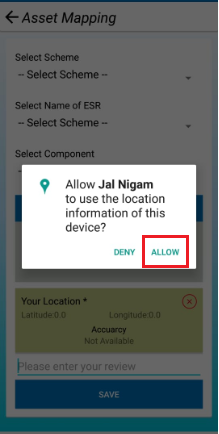 Asset Mapping
Select Scheme
-- Select Scheme --
Select Name of ESR
-- Select Scheme --
Select Component
Allow Jal Nigam
to use the location
information of this
device?
DENY ALLOW
Your Location *
Latitude:0.0 Longitude:0.0
Accuaroy
Not Available
Please enter your review
SAVE